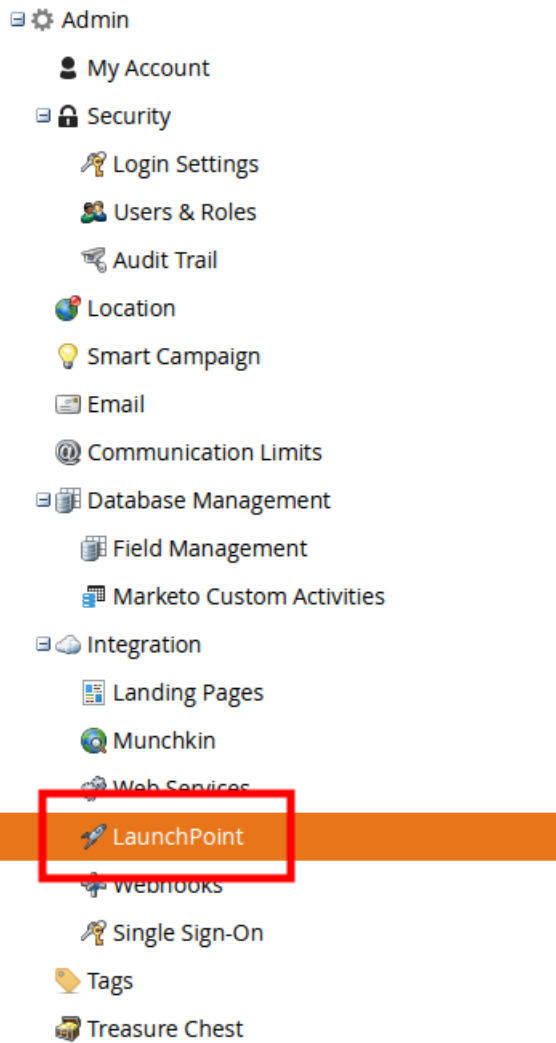 Admin
My Account
Security
Login Settings
Users & Roles
Audit Trail
Location
Smart Campaign
Email
Communication Limits
Database Management
Field Management
Marketo Custom Activities
Integration
Landing Pages
Munchkin
Web Services
LaunchPoint
Webhooks
Single Sign-On
Tags
Treasure Chest